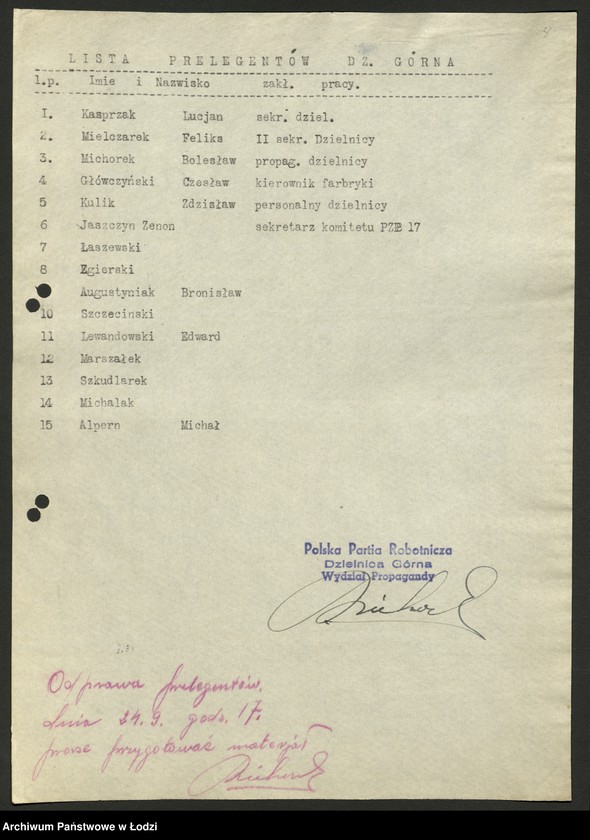 LISTA PRELEGENTÓW DZ. GÓRNA
l.p. Imie i Nazwisko zakł. pracy.
1. Kasprzak Lucjan sekr. dziel.
2. Mielczarek Feliks II sekr. Dzielnicy
3. Michorek Bolesław propag. dzielnicy
4 Główczyński Czesław kierownik farbryki
5 Kulik Zdzisław personalny dzielnicy
6 Jaszczyn Zenon sekretarz komitetu PZB 17
7 Łaszewski
8 Zgierski
Augustyniak Bronisław
10 Szczecinski
11 Lewandowski Edward
12 Marszałek
13 Szkudlarek
14 Michalak
15 Alpern Michał
Polska Partia Robotnicza
Dzielnica Górna
Wydział Propagandy
Odprawa prelegentów.
dnia 24.9. godz. 17.
proszę przygotować materjał
Archiwum Państwowe w Łodzi